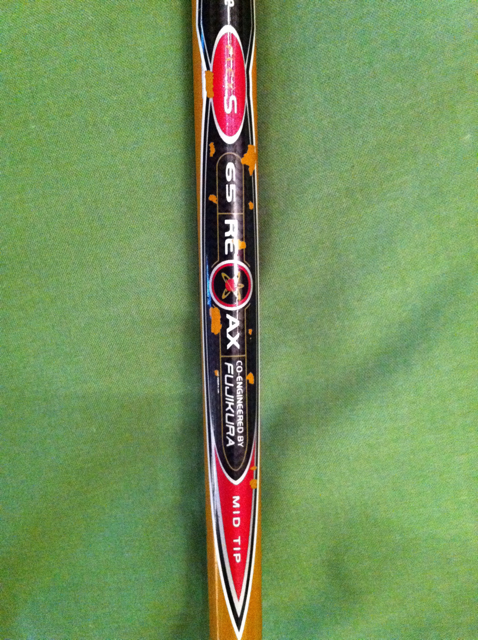 S
65 RE AX
CO-ENGINEERED BY
FUJIKURA
MID TIP